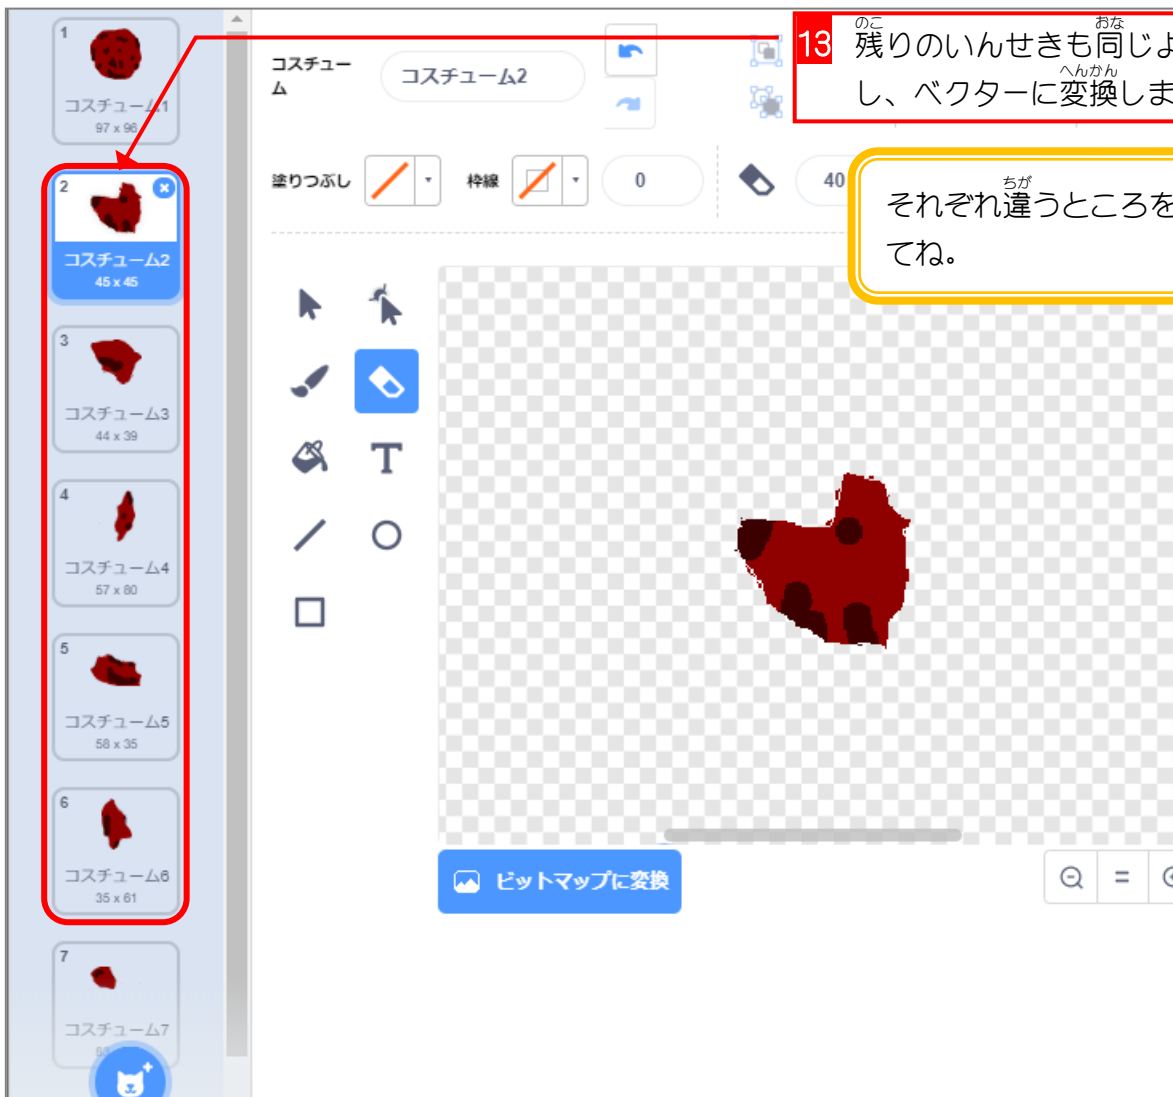 1
コスチューム1
97 x 96
2
コスチューム2
45 x 45
3
コスチューム3
44 x 39
4
コスチューム4
57 x 80
5
コスチューム5
58 x 35
6
コスチューム6
35 x 61
7
コスチューム7
コスチュー
ム
コスチューム2
塗りつぶし
枠線
0
40
T
ビットマップに変換
=
のこ おな
13 残りのいんせきも同じよ
へんかん
し、ベクターに変換しま
ちが
それぞれ違うところを
てね。